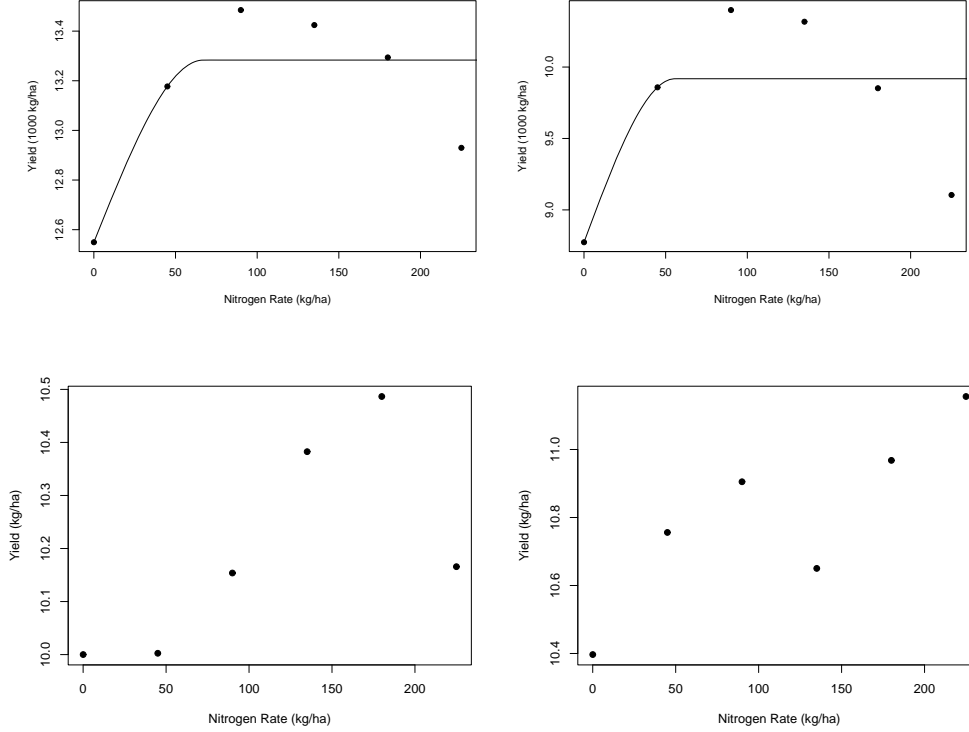 Yield (1000 kg/ha)
13.4
13.2
13.0
12.8
12.6
0 50 100 150 200
Nitrogen Rate (kg/ha)
Yield (1000 kg/ha)
10.0
9.5
9.0
0 50 100 150 200
Nitrogen Rate (kg/ha)
Yield (kg/ha)
10.5
10.4
10.3
10.2
10.1
10.0
0 50 100 150 200
Nitrogen Rate (kg/ha)
Yield (kg/ha)
11.0
10.8
10.6
10.4
0 50 100 150 200
Nitrogen Rate (kg/ha)